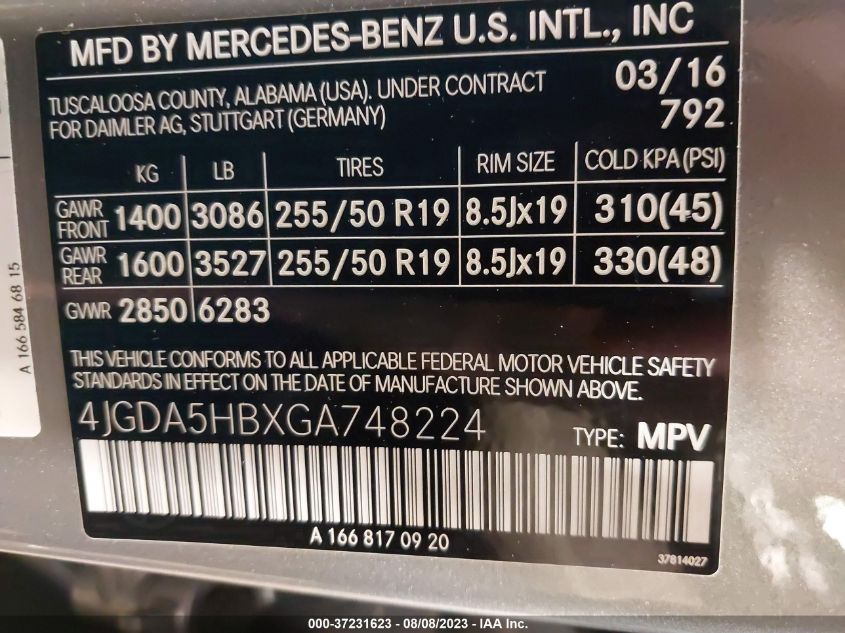 MFD BY MERCEDES-BENZ U.S. INTL., INC
TUSCALOOSA COUNTY, ALABAMA (USA). UNDER CONTRACT
FOR DAIMLER AG, STUTTGART (GERMANY)
03/16
792
KG LB TIRES RIM SIZE COLD KPA (PSI)
GAWR FRONT 1400 3086 255/50 R19 8.5Jx19 310(45)
GAWR REAR 1600 3527 255/50 R19 8.5Jx19 330(48)
GVWR 2850 6283
THIS VEHICLE CONFORMS TO ALL APPLICABLE FEDERAL MOTOR VEHICLE SAFETY
STANDARDS IN EFFECT ON THE DATE OF MANUFACTURE SHOWN ABOVE.
4JGDA5HBXGA748224 TYPE: MPV
A 166 817 09 20
37814027
A 166 584 68 15
000-37231623 - 08/08/2023 - IAA Inc.